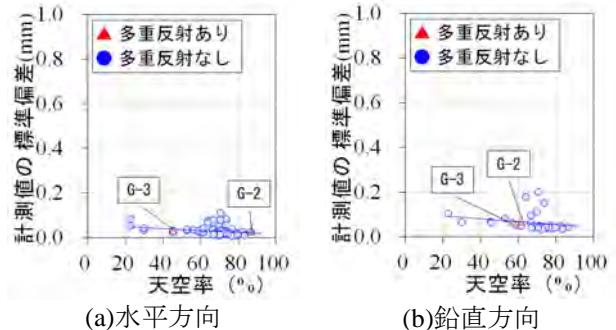 計測値の標準偏差(mm)
1.0
0.8
0.6
0.4
0.2
0.0
▲ 多重反射あり
○ 多重反射なし
G-3
G-2
0 20 40 60 80 100
天空率 (%)
(a)水平方向
計測値の標準偏差(mm)
1.0
0.8
0.6
0.4
0.2
0.0
▲ 多重反射あり
○ 多重反射なし
G-3
G-2
0 20 40 60 80 100
天空率 (%)
(b)鉛直方向